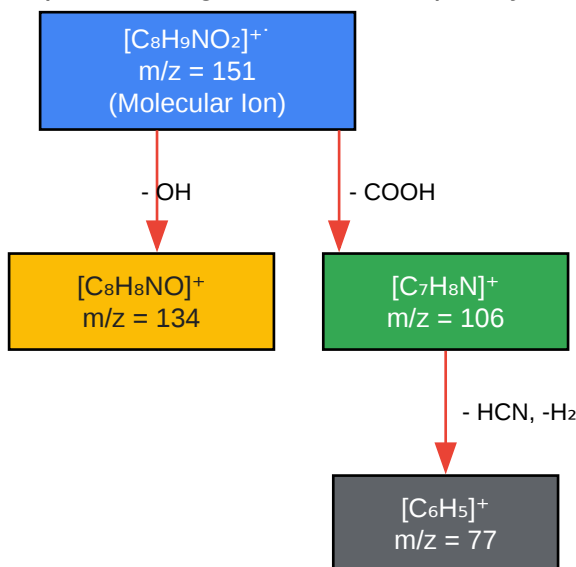 [C₈H₉NO₂]⁺˙
m/z = 151
(Molecular Ion)
- OH
- COOH
[C₈H₈NO]⁺
m/z = 134
[C₇H₈N]⁺
m/z = 106
- HCN, -H₂
[C₆H₅]⁺
m/z = 77